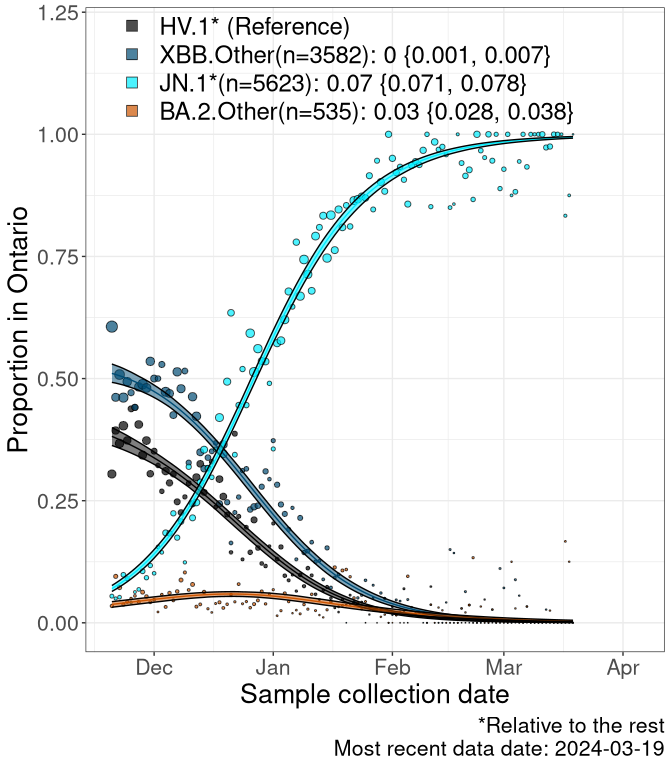 1.25
HV.1* (Reference)
XBB.Other(n=3582): 0 {0.001, 0.007}
JN.1*(n=5623): 0.07 {0.071, 0.078}
BA.2.Other(n=535): 0.03 {0.028, 0.038}
1.00
0.75
0.50
0.25
0.00
Proportion in Ontario
Dec Jan Feb Mar Apr
Sample collection date
*Relative to the rest
Most recent data date: 2024-03-19